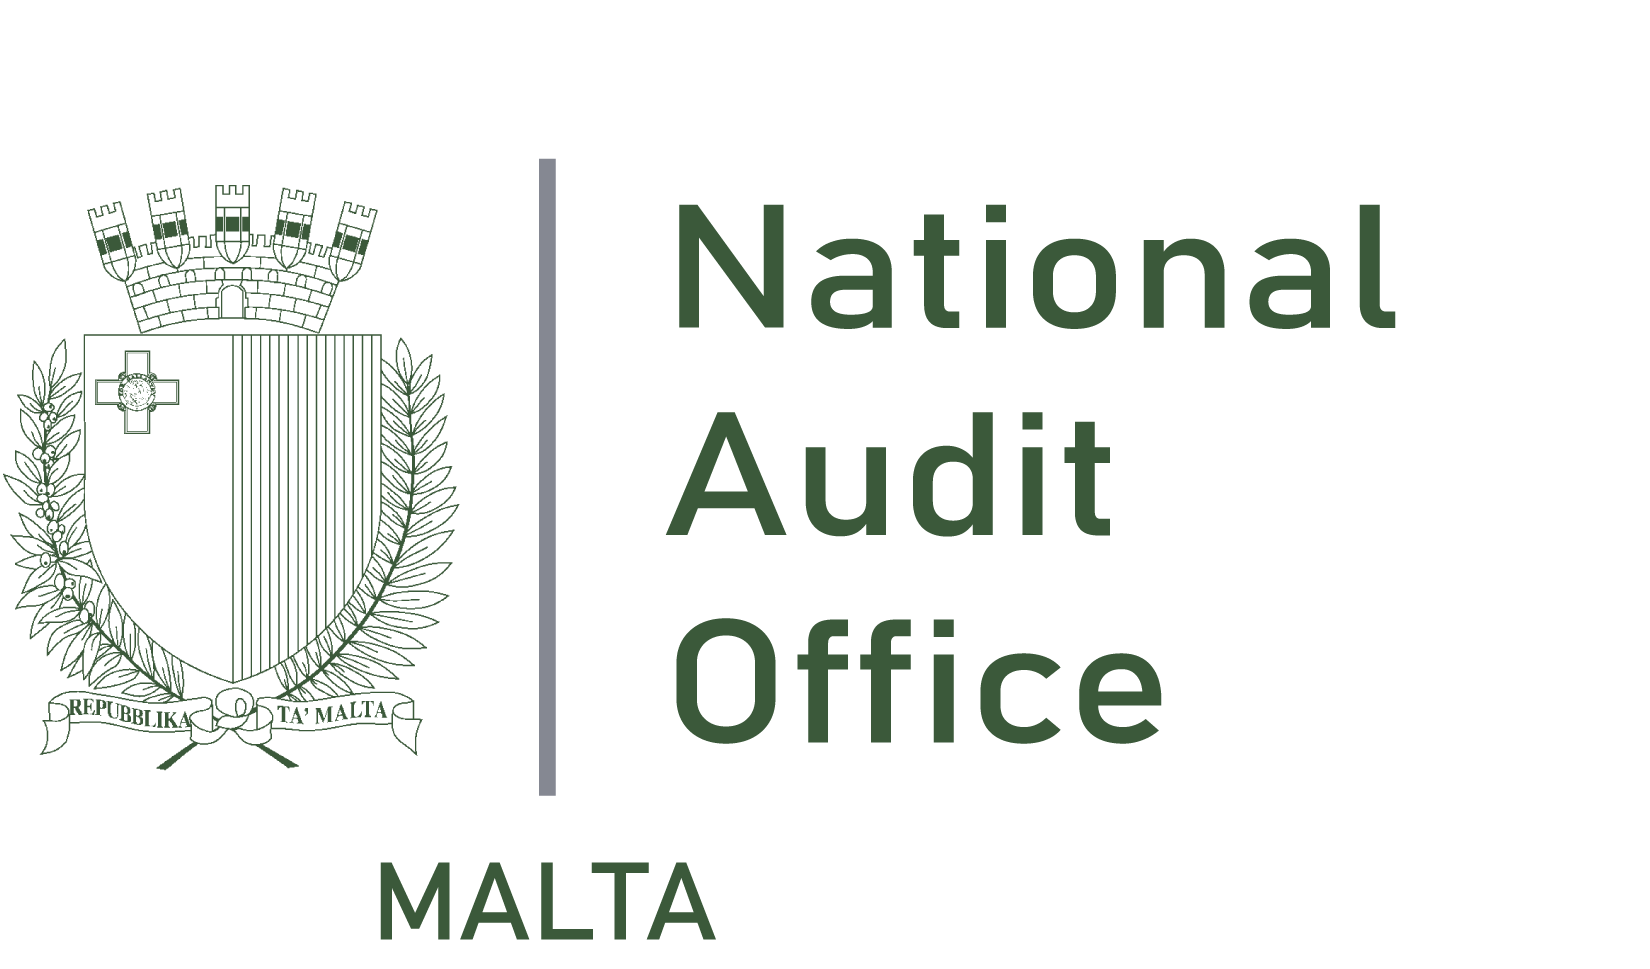 REPUBBLIKA TA' MALTA
National
Audit
Office
MALTA